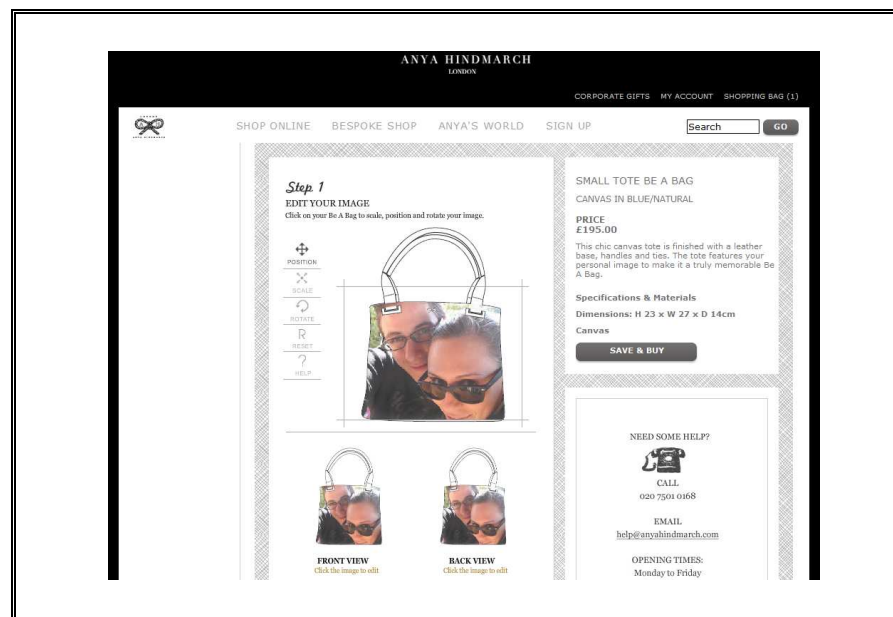 ANYA HINDMARCH
LONDON
CORPORATE GIFTS MY ACCOUNT SHOPPING BAG (1)
SHOP ONLINE BESPOKE SHOP ANYA'S WORLD SIGN UP
Search GO
Step 1
EDIT YOUR IMAGE
Click on your Be A Bag to scale, position and rotate your image.
POSITION
SCALE
ROTATE
R
RESET
?
HELP
FRONT VIEW
Click the image to edit
BACK VIEW
Click the image to edit
SMALL TOTE BE A BAG
CANVAS IN BLUE/NATURAL
PRICE
£195.00
This chic canvas tote is finished with a leather
base, handles and ties. The tote features your
personal image to make it a truly memorable Be
A Bag.
Specifications & Materials
Dimensions: H 23 x W 27 x D 14cm
Canvas
SAVE & BUY
NEED SOME HELP?
CALL
020 7501 0168
EMAIL
help@anyahindmarch.com
OPENING TIMES:
Monday to Friday